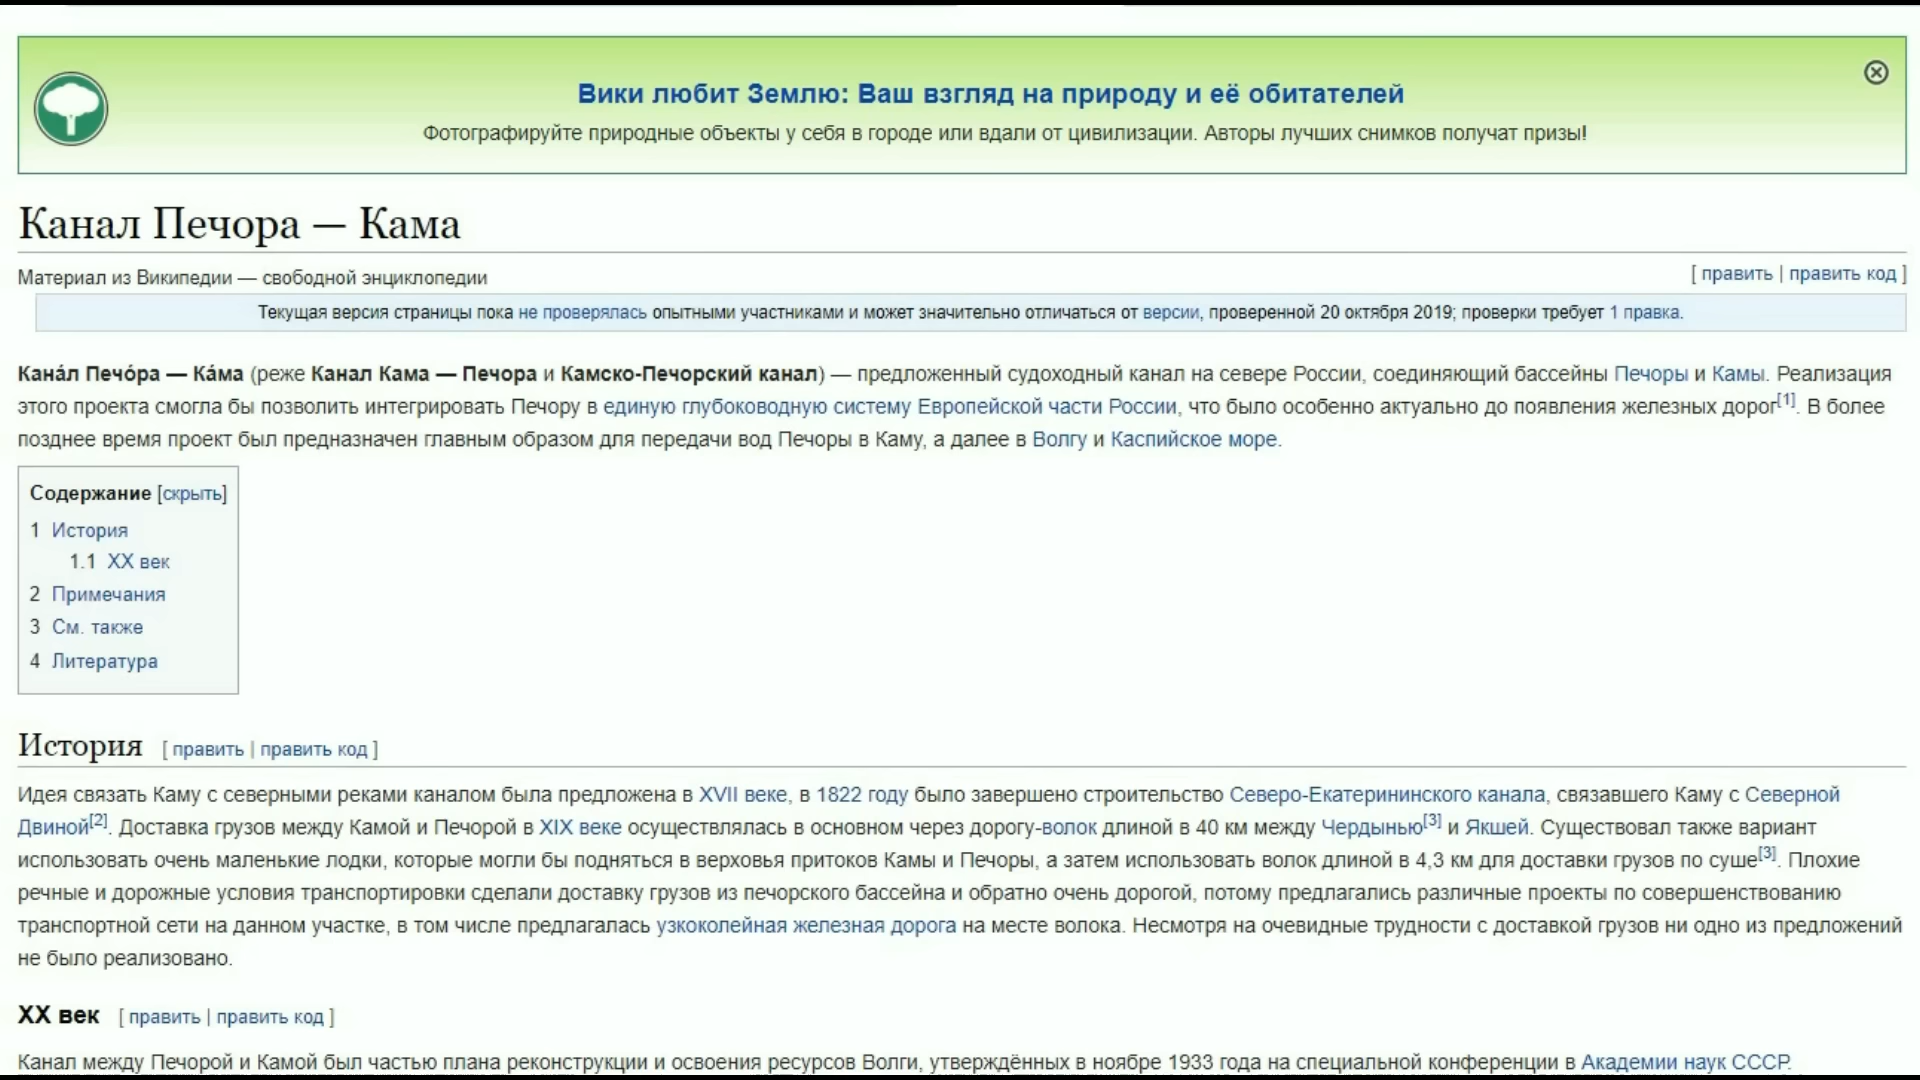 Вики любит Землю: Ваш взгляд на природу и её обитателей
Фотографируйте природные объекты у себя в городе или вдали от цивилизации. Авторы лучших снимков получат призы!
Канал Печора — Кама
Материал из Википедии — свободной энциклопедии
[ править | править код ]
Текущая версия страницы пока не проверялась опытными участниками и может значительно отличаться от версии, проверенной 20 октября 2019; проверки требует 1 правка.
Кана́л Печо́ра — Ка́ма (реже Канал Кама — Печора и Камско-Печорский канал) — предложенный судоходный канал на севере России, соединяющий бассейны Печоры и Камы. Реализация
этого проекта смогла бы позволить интегрировать Печору в единую глубоководную систему Европейской части России, что было особенно актуально до появления железных дорог[1]. В более
позднее время проект был предназначен главным образом для передачи вод Печоры в Каму, а далее в Волгу и Каспийское море.
Содержание [скрыть]
1 История
1.1 XX век
2 Примечания
3 См. также
4 Литература
История [ править | править код ]
Идея связать Каму с северными реками каналом была предложена в XVII веке, в 1822 году было завершено строительство Северо-Екатерининского канала, связавшего Каму с Северной
Двиной[2]. Доставка грузов между Камой и Печорой в XIX веке осуществлялась в основном через дорогу-волок длиной в 40 км между Чердынью[3] и Якшей. Существовал также вариант
использовать очень маленькие лодки, которые могли бы подняться в верховья притоков Камы и Печоры, а затем использовать волок длиной в 4,3 км для доставки грузов по суше[3]. Плохие
речные и дорожные условия транспортировки сделали доставку грузов из печорского бассейна и обратно очень дорогой, потому предлагались различные проекты по совершенствованию
транспортной сети на данном участке, в том числе предлагалась узкоколейная железная дорога на месте волока. Несмотря на очевидные трудности с доставкой грузов ни одно из предложений
не было реализовано.
XX век [ править | править код ]
Канал между Печорой и Камой был частью плана реконструкции и освоения ресурсов Волги, утверждённых в ноябре 1933 года на специальной конференции в Академии наук СССР.